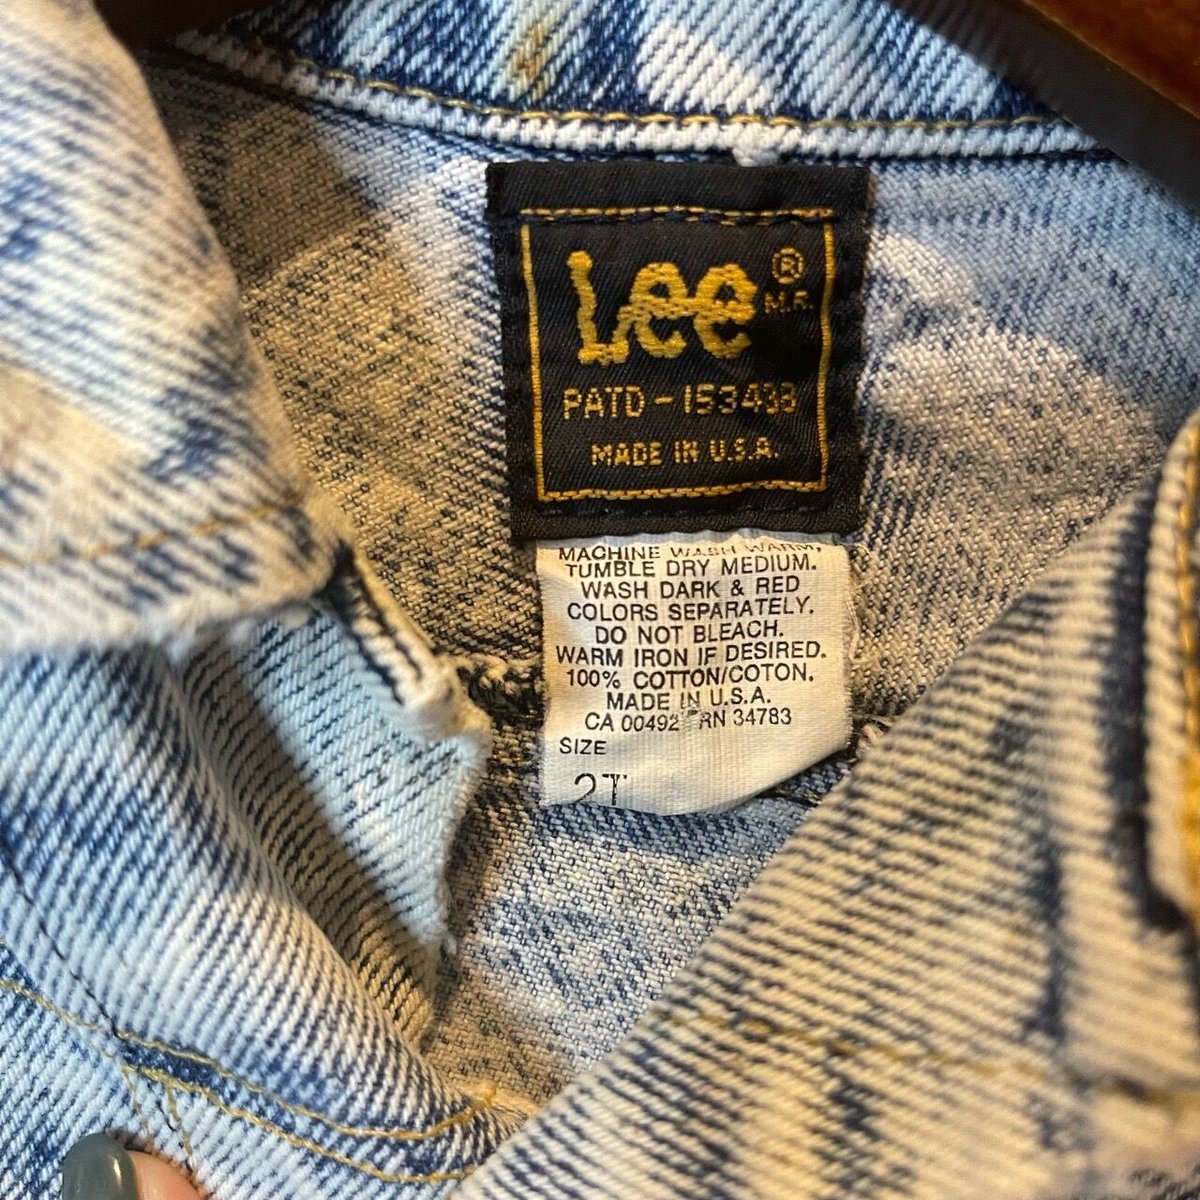 Lee ®
M.R.
PATD-153438
MADE IN U.S.A.
MACHINE WASH WARM,
TUMBLE DRY MEDIUM.
WASH DARK & RED
COLORS SEPARATELY.
DO NOT BLEACH.
WARM IRON IF DESIRED.
100% COTTON/COTON.
MADE IN U.S.A.
CA 00492 RN 34783
SIZE
2T